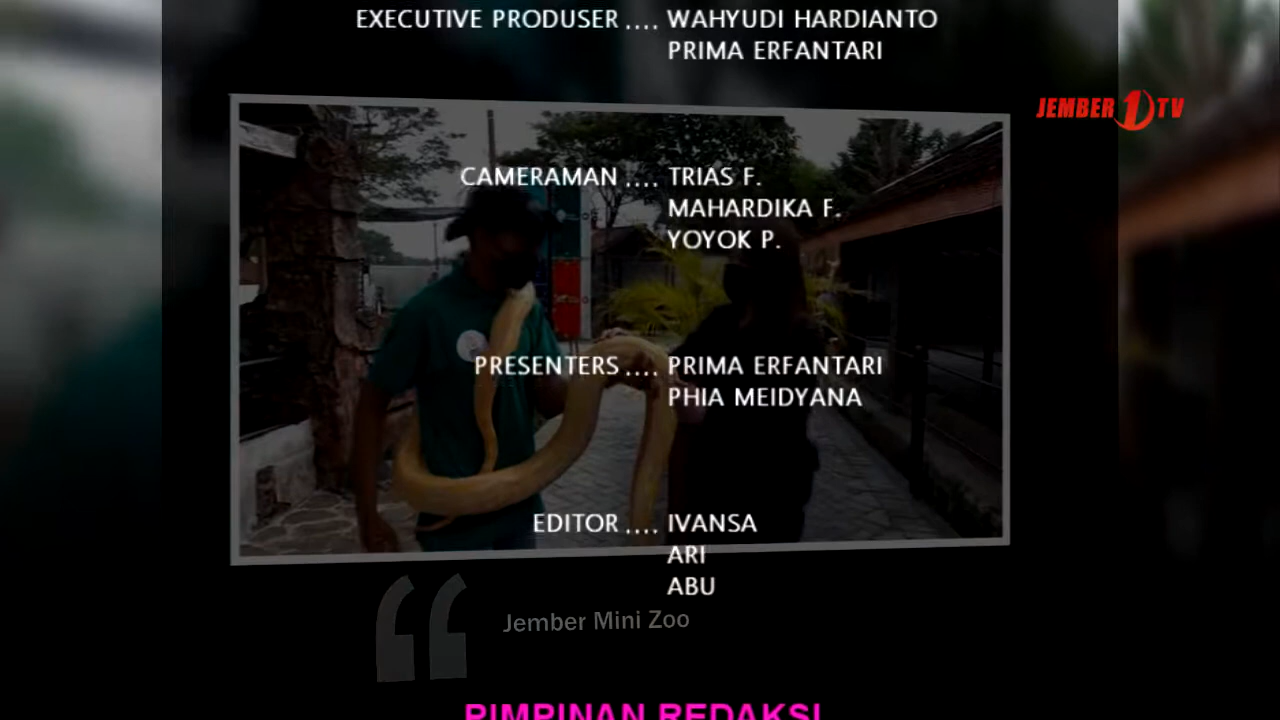 EXECUTIVE PRODUSER .... WAHYUDI HARDIANTO
PRIMA ERFANTARI
JEMBER 1 TV
CAMERAMAN .... TRIAS F.
MAHARDIKA F.
YOYOK P.
PRESENTERS .... PRIMA ERFANTARI
PHIA MEIDYANA
EDITOR .... IVANSA
ARI
ABU
“ Jember Mini Zoo
PIMPINAN REDAKSI